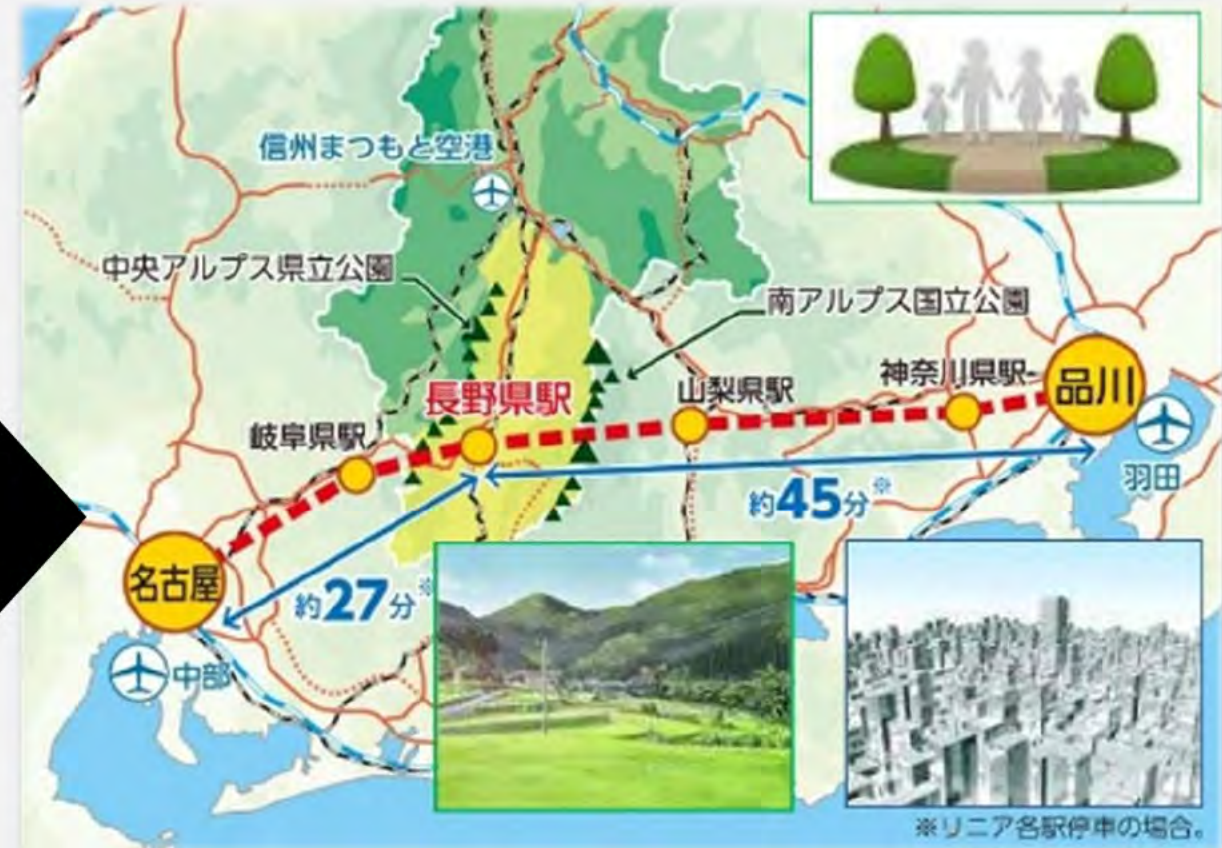 信州まつもと空港
中央アルプス県立公園
南アルプス国立公園
長野県駅
山梨県駅
神奈川県駅
品川
岐阜県駅
羽田
約45分※
名古屋
約27分※
中部
※リニア各駅停車の場合。